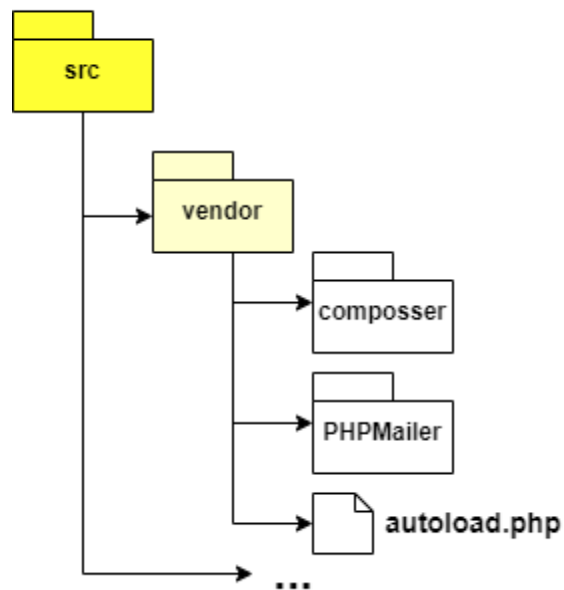 src
vendor
composser
PHPMailer
autoload.php
...